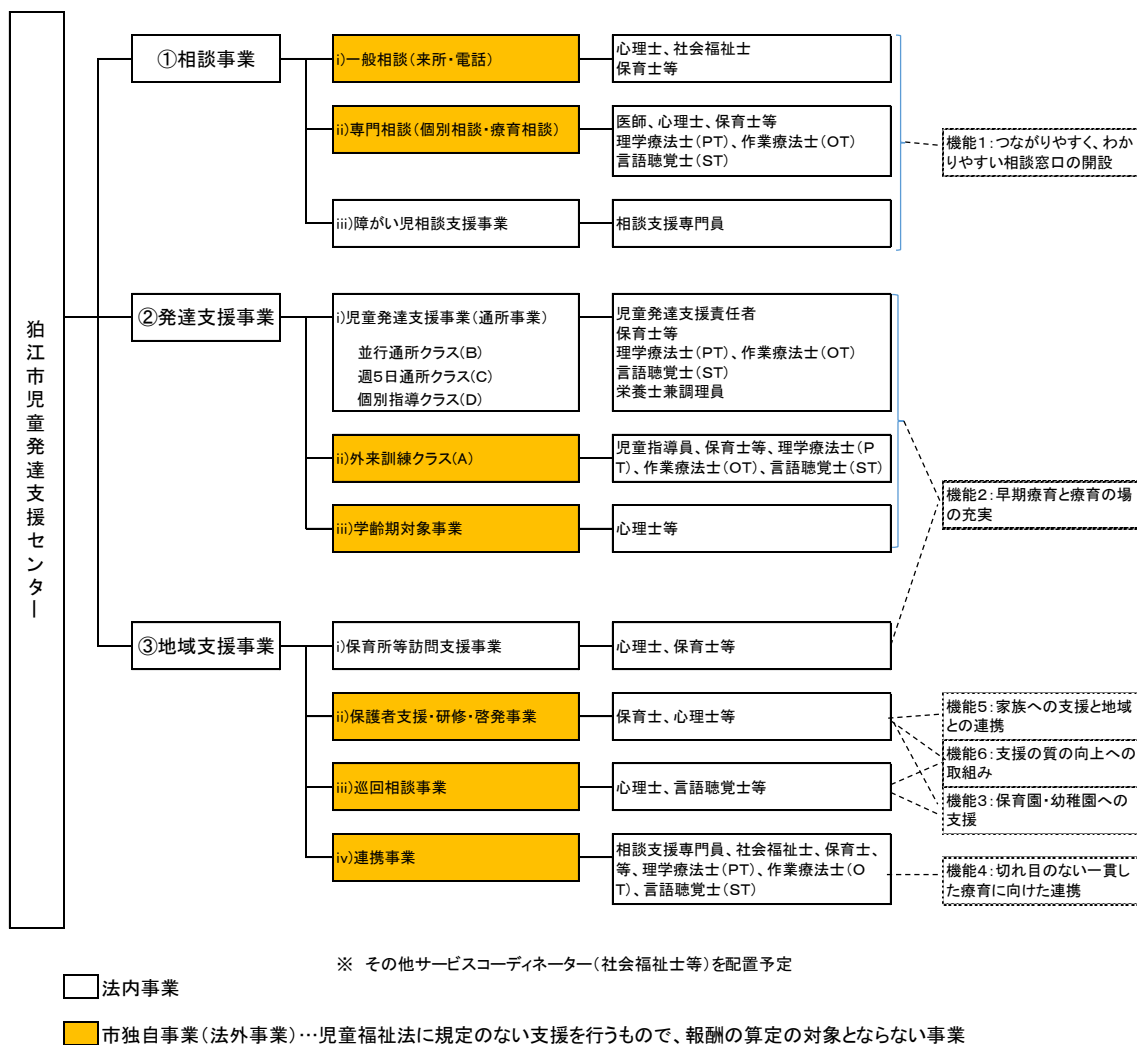 狛江市児童発達支援センター
①相談事業
i)一般相談(来所・電話)
心理士、社会福祉士
保育士等
ii)専門相談(個別相談・療育相談)
医師、心理士、保育士等
理学療法士(PT)、作業療法士(OT)
言語聴覚士(ST)
iii)障がい児相談支援事業
相談支援専門員
機能1:つながりやすく、わか
りやすい相談窓口の開設
②発達支援事業
i)児童発達支援事業(通所事業)
並行通所クラス(B)
週5日通所クラス(C)
個別指導クラス(D)
児童発達支援責任者
保育士等
理学療法士(PT)、作業療法士(OT)
言語聴覚士(ST)
栄養士兼調理員
ii)外来訓練クラス(A)
児童指導員、保育士等、理学療法士(P
T)、作業療法士(OT)、言語聴覚士(ST)
iii)学齢期対象事業
心理士等
機能2:早期療育と療育の場
の充実
③地域支援事業
i)保育所等訪問支援事業
心理士、保育士等
ii)保護者支援・研修・啓発事業
保育士、心理士等
iii)巡回相談事業
心理士、言語聴覚士等
iv)連携事業
相談支援専門員、社会福祉士、保育士、
等、理学療法士(PT)、作業療法士(O
T)、言語聴覚士(ST)
機能5:家族への支援と地域
との連携
機能6:支援の質の向上への
取組み
機能3:保育園・幼稚園への
支援
機能4:切れ目のない一貫し
た療育に向けた連携
※ その他サービスコーディネーター(社会福祉士等)を配置予定
法内事業
市独自事業(法外事業)…児童福祉法に規定のない支援を行うもので、報酬の算定の対象とならない事業